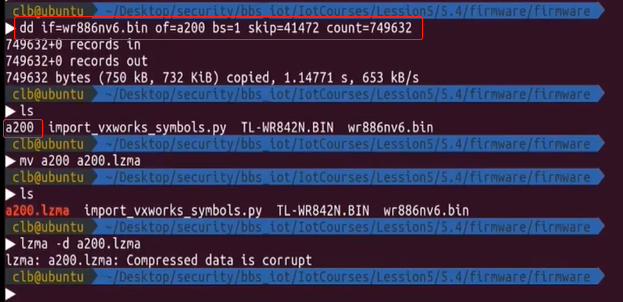 ▶ dd if=wr886nv6.bin of=a200 bs=1 skip=41472 count=749632
749632+0 records in
749632+0 records out
749632 bytes (750 kB, 732 KiB) copied, 1.14771 s, 653 kB/s
clb@ubuntu ~/Desktop/security/bbs_iot/IotCourses/Lession5/5.4/firmware/firmware
▶ ls
a200 import_vxworks_symbols.py TL-WR842N.BIN wr886nv6.bin
clb@ubuntu ~/Desktop/security/bbs_iot/IotCourses/Lession5/5.4/firmware/firmware
▶ mv a200 a200.lzma
clb@ubuntu ~/Desktop/security/bbs_iot/IotCourses/Lession5/5.4/firmware/firmware
▶ ls
a200.lzma import_vxworks_symbols.py TL-WR842N.BIN wr886nv6.bin
clb@ubuntu ~/Desktop/security/bbs_iot/IotCourses/Lession5/5.4/firmware/firmware
▶ lzma -d a200.lzma
lzma: a200.lzma: Compressed data is corrupt
clb@ubuntu ~/Desktop/security/bbs_iot/IotCourses/Lession5/5.4/firmware/firmware
▶